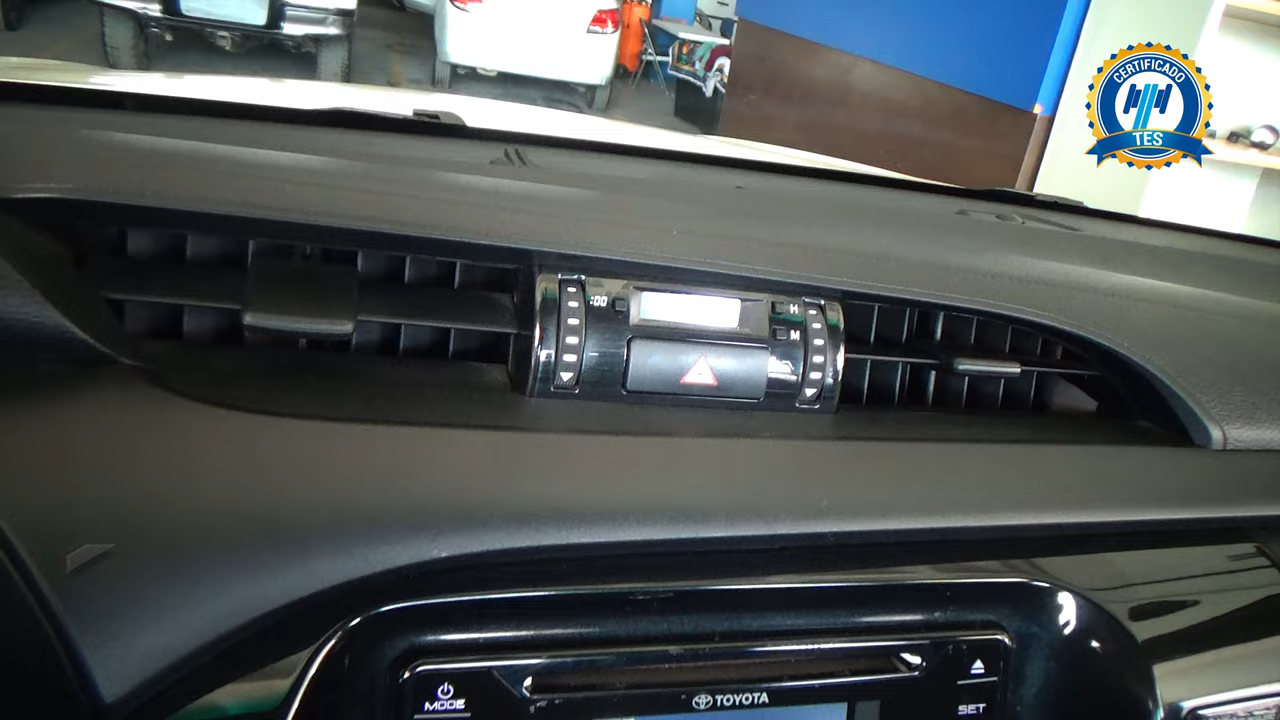 CERTIFICADO
TES
:00
H
M
MODE
TOYOTA
SET